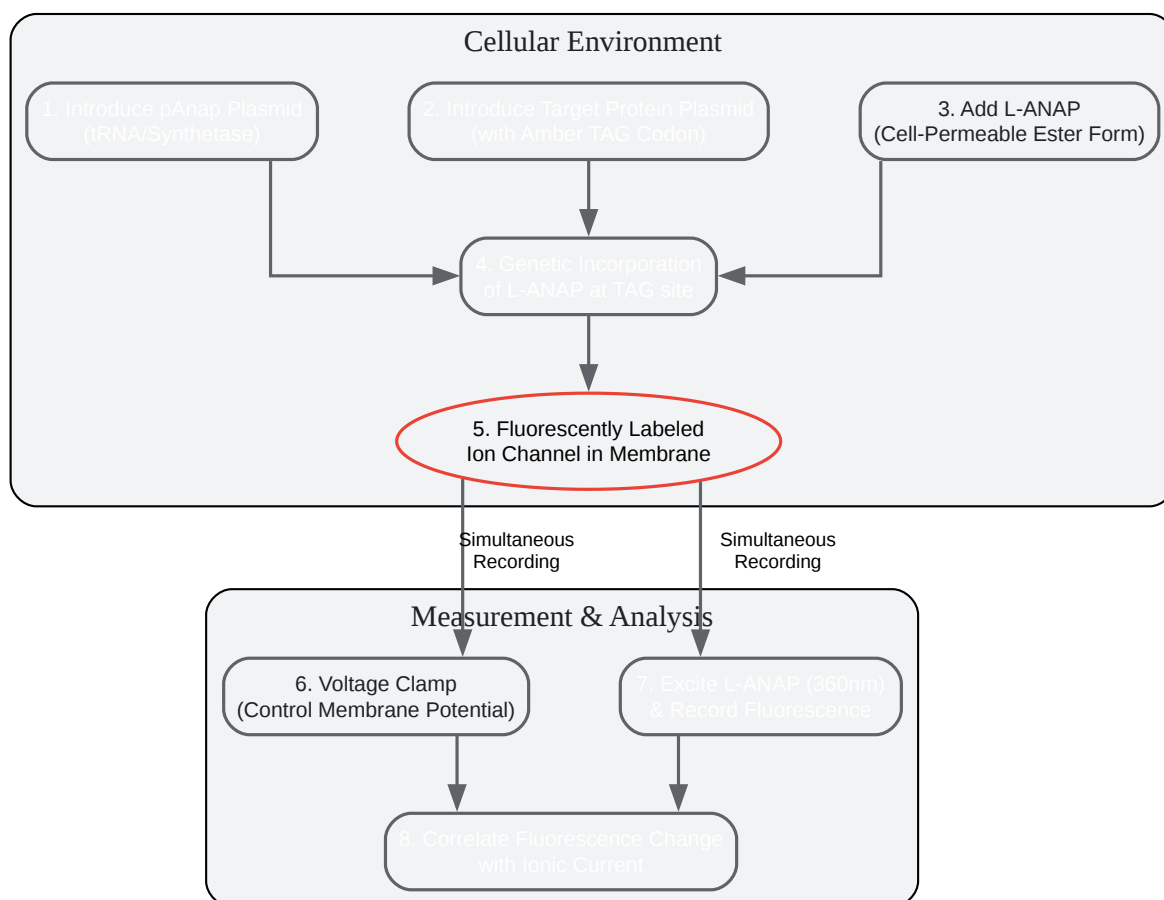 Cellular Environment
1. Introduce pAnap Plasmid
(tRNA/Synthetase)
2. Introduce Target Protein Plasmid
(with Amber TAG Codon)
3. Add L-ANAP
(Cell-Permeable Ester Form)
4. Genetic Incorporation
of L-ANAP at TAG site
5. Fluorescently Labeled
Ion Channel in Membrane
Simultaneous
Recording
Simultaneous
Recording
Measurement & Analysis
6. Voltage Clamp
(Control Membrane Potential)
7. Excite L-ANAP (360nm)
& Record Fluorescence
8. Correlate Fluorescence Change
with Ionic Current